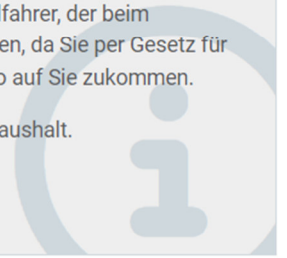 lfahrer, der beim
en, da Sie per Gesetz für
o auf Sie zukommen.
aushalt.